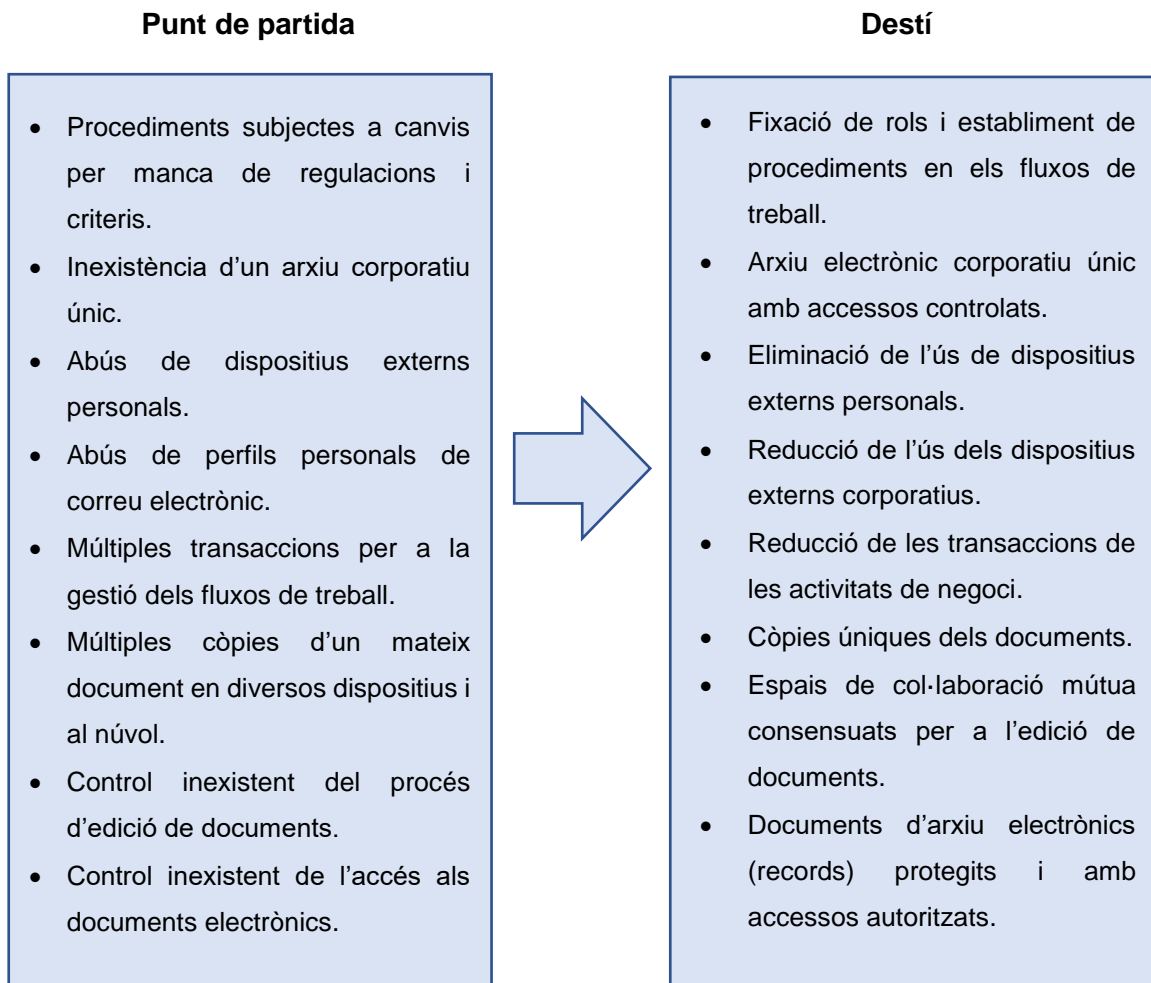 Punt de partida
• Procediments subjectes a canvis
per manca de regulacions i
criteris.
• Inexistència d’un arxiu corporatiu
únic.
• Abús de dispositius externs
personals.
• Abús de perfils personals de
correu electrònic.
• Múltiples transaccions per a la
gestió dels fluxos de treball.
• Múltiples còpies d’un mateix
document en diversos dispositius i
al núvol.
• Control inexistent del procés
d’edició de documents.
• Control inexistent de l’accés als
documents electrònics.
Destí
• Fixació de rols i establiment de
procediments en els fluxos de
treball.
• Arxiu electrònic corporatiu únic
amb accessos controlats.
• Eliminació de l’ús de dispositius
externs personals.
• Reducció de l’ús dels dispositius
externs corporatius.
• Reducció de les transaccions de
les activitats de negoci.
• Còpies úniques dels documents.
• Espais de col·laboració mútua
consensuats per a l’edició de
documents.
• Documents d’arxiu electrònics
(records) protegits i amb
accessos autoritzats.